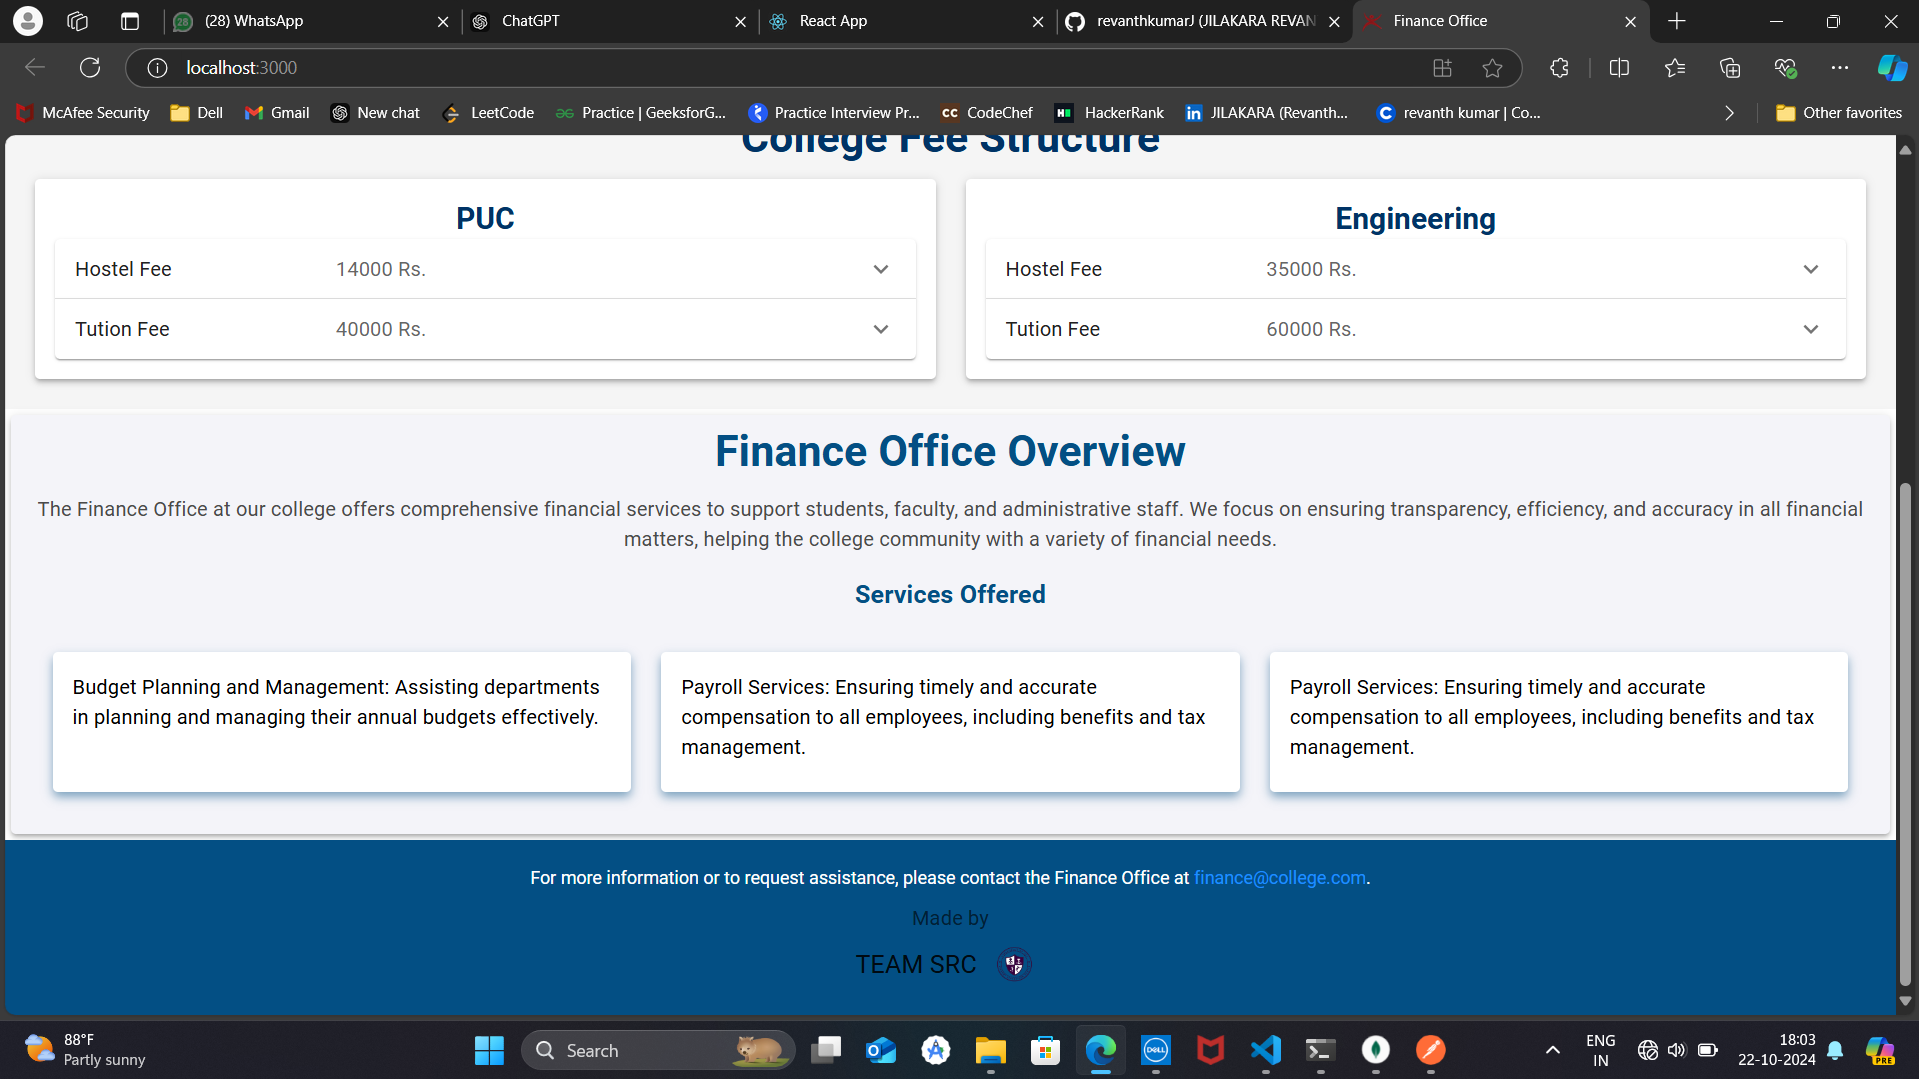 (28) WhatsApp
ChatGPT
React App
revanthkumarJ (JILAKARA REVAN
Finance Office
localhost:3000
McAfee Security
Dell
Gmail
New chat
LeetCode
Practice | GeeksforG...
Practice Interview Pr...
CodeChef
HackerRank
JILAKARA (Revanth...
revanth kumar | Co...
Other favorites
College Fee Structure
PUC
Hostel Fee 14000 Rs.
Tution Fee 40000 Rs.
Engineering
Hostel Fee 35000 Rs.
Tution Fee 60000 Rs.
Finance Office Overview
The Finance Office at our college offers comprehensive financial services to support students, faculty, and administrative staff. We focus on ensuring transparency, efficiency, and accuracy in all financial
matters, helping the college community with a variety of financial needs.
Services Offered
Budget Planning and Management: Assisting departments
in planning and managing their annual budgets effectively.
Payroll Services: Ensuring timely and accurate
compensation to all employees, including benefits and tax
management.
Payroll Services: Ensuring timely and accurate
compensation to all employees, including benefits and tax
management.
For more information or to request assistance, please contact the Finance Office at finance@college.com.
Made by
TEAM SRC
88°F
Partly sunny
Search
ENG
IN
18:03
22-10-2024